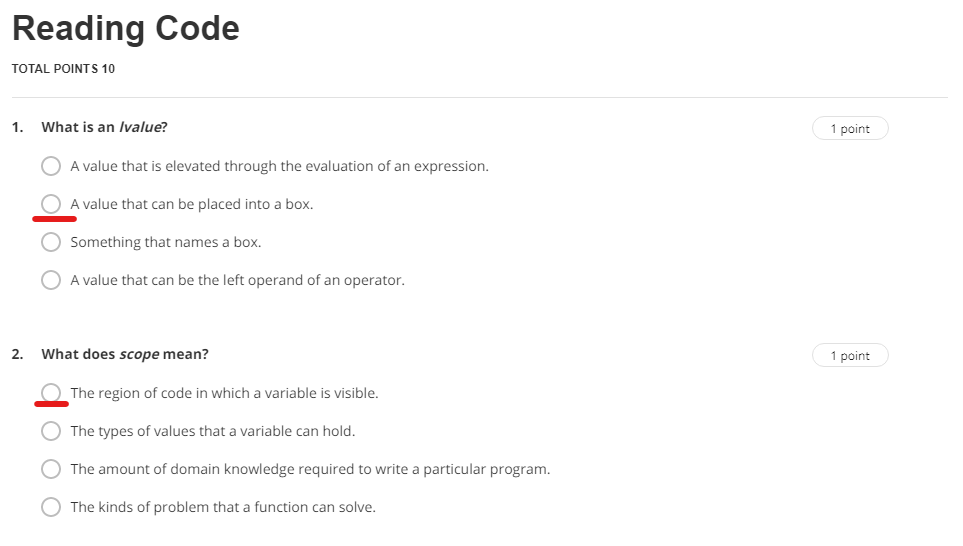 Reading Code
TOTAL POINTS 10
1. What is an lvalue?
1 point
A value that is elevated through the evaluation of an expression.
A value that can be placed into a box.
Something that names a box.
A value that can be the left operand of an operator.
2. What does scope mean?
1 point
The region of code in which a variable is visible.
The types of values that a variable can hold.
The amount of domain knowledge required to write a particular program.
The kinds of problem that a function can solve.